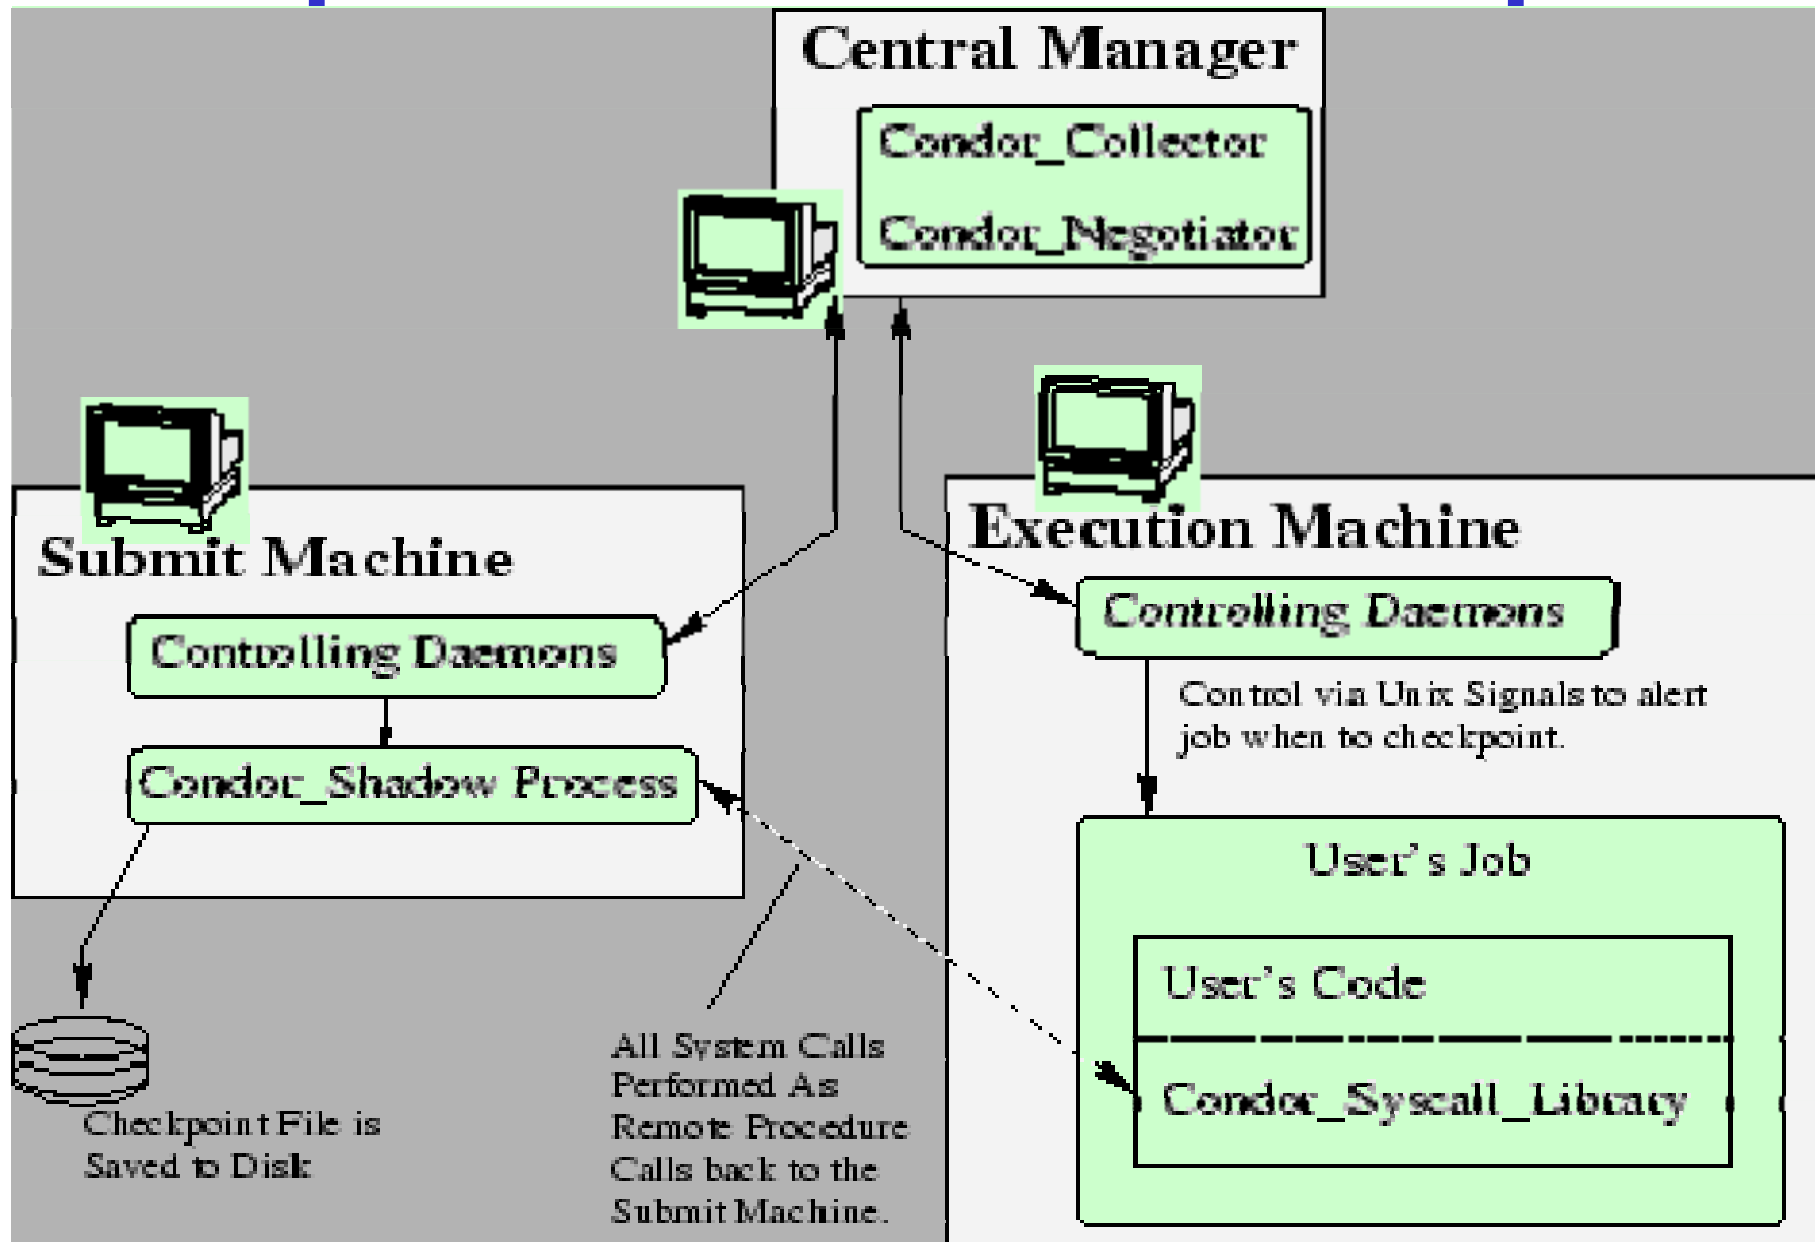 Central Manager
Condor_Collector
Condor_Negotiator
Submit Machine
Controlling Daemons
Condor_Shadow Process
Checkpoint File is
Saved to Disk
All System Calls
Performed As
Remote Procedure
Calls back to the
Submit Machine.
Execution Machine
Controlling Daemons
Control via Unix Signals to alert
job when to checkpoint.
User's Job
User's Code
Condor_Syscall_Library